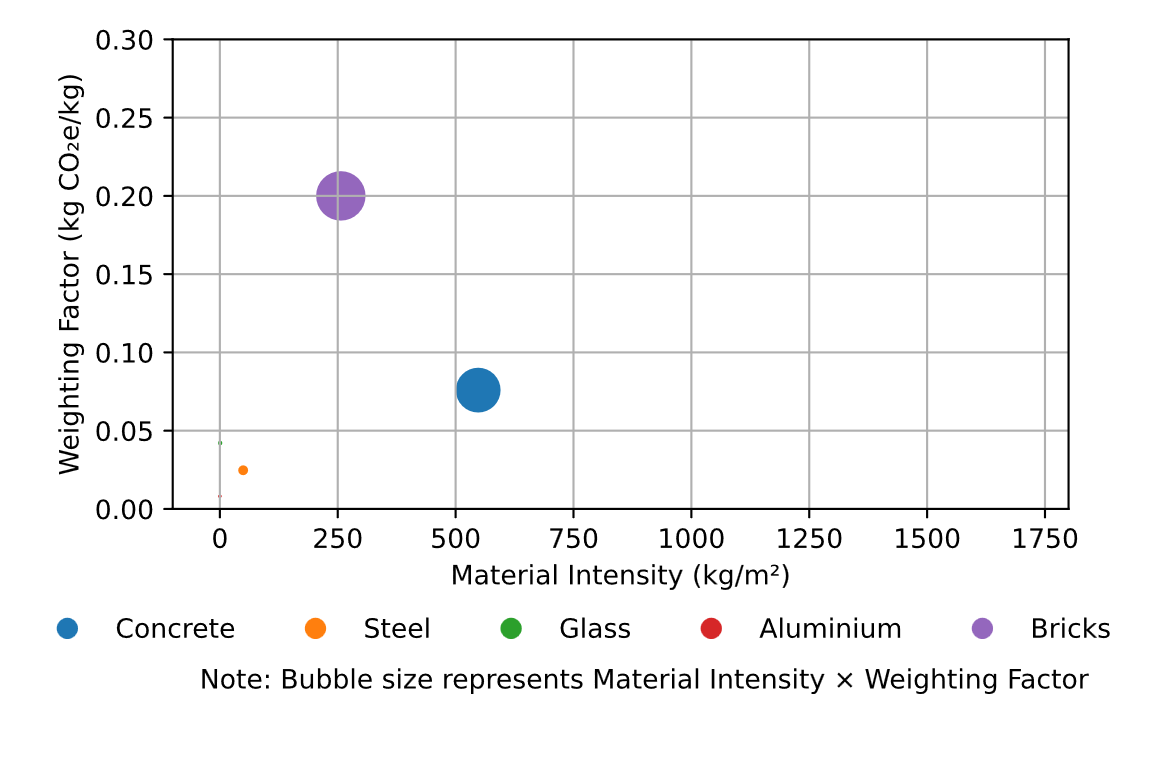 0.30
0.25
0.20
0.15
0.10
0.05
0.00
Weighting Factor (kg CO₂e/kg)
0 250 500 750 1000 1250 1500 1750
Material Intensity (kg/m²)
Concrete Steel Glass Aluminium Bricks
Note: Bubble size represents Material Intensity × Weighting Factor